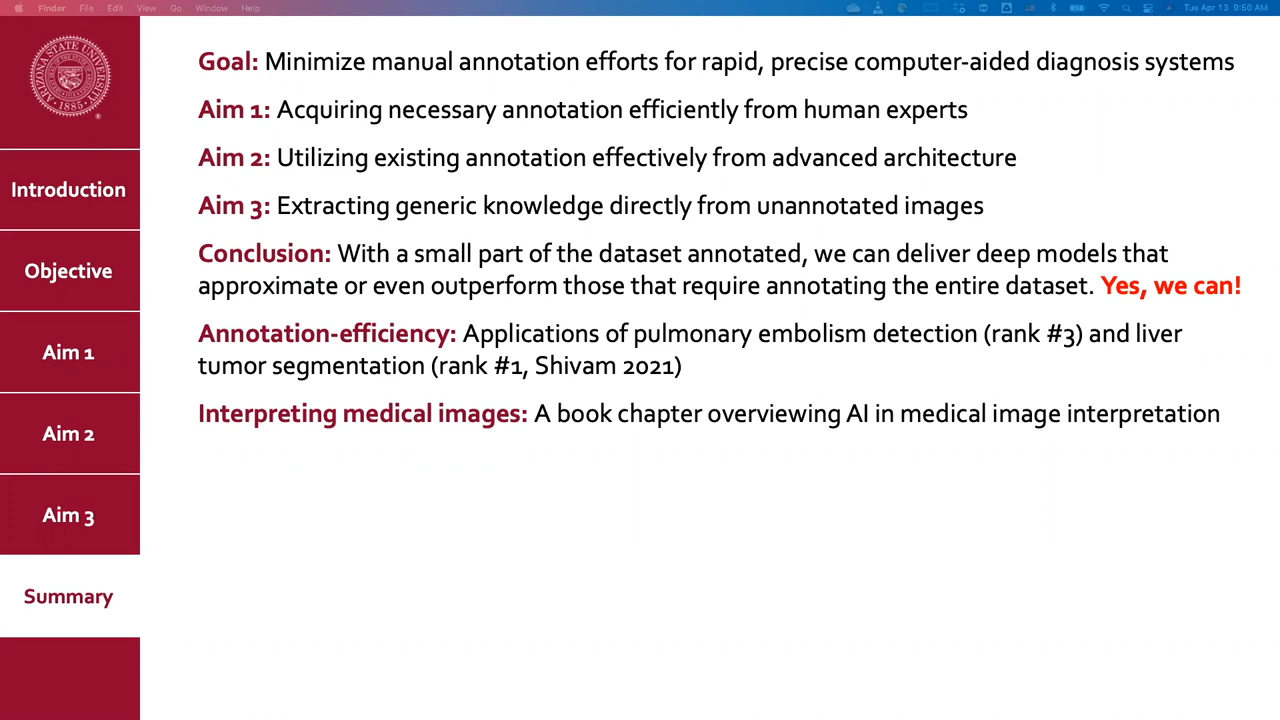 Finder File Edit View Go Window Help Tue Apr 13 9:50 AM
ARIZONA STATE UNIVERSITY
1885
Introduction
Objective
Aim 1
Aim 2
Aim 3
Summary
Goal: Minimize manual annotation efforts for rapid, precise computer-aided diagnosis systems
Aim 1: Acquiring necessary annotation efficiently from human experts
Aim 2: Utilizing existing annotation effectively from advanced architecture
Aim 3: Extracting generic knowledge directly from unannotated images
Conclusion: With a small part of the dataset annotated, we can deliver deep models that
approximate or even outperform those that require annotating the entire dataset. Yes, we can!
Annotation-efficiency: Applications of pulmonary embolism detection (rank #3) and liver
tumor segmentation (rank #1, Shivam 2021)
Interpreting medical images: A book chapter overviewing AI in medical image interpretation